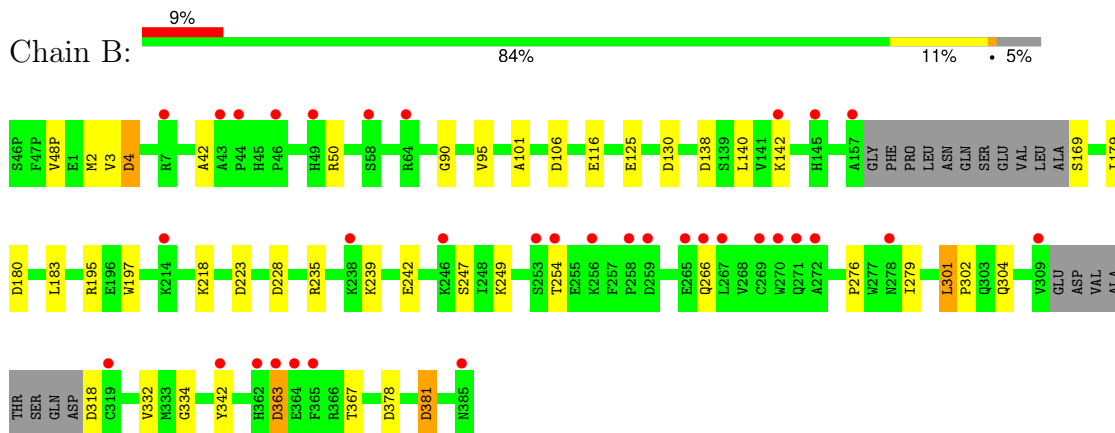 9%
Chain B:
84% 11% • 5%
S46P F47P V48P E1 M2 V3 D4 R7 A42 A43 P44 H45 P46 H49 R50 S58 R64 G90 V95 A101 D106 E116 E125 D130 D138 S139 L140 V141 K142 H145 A157 GLY PHE PRO LEU ASN GLN SER GLU VAL LEU ALA S169
D180 L183 R195 E196 W197 K214 K218 D223 D228 R235 K238 K239 E242 K246 S247 I248 K249 S253 T254 E255 K256 F257 P258 D259 E265 Q266 L267 V268 C269 W270 Q271 A272 P276 W277 N278 I279 L301 P302 Q303 Q304 V309 GLU ASP VAL ALA
THR SER GLN ASP D318 C319 V332 M333 G334 Y342 H362 D363 E364 F365 R366 T367 D378 D381 N385